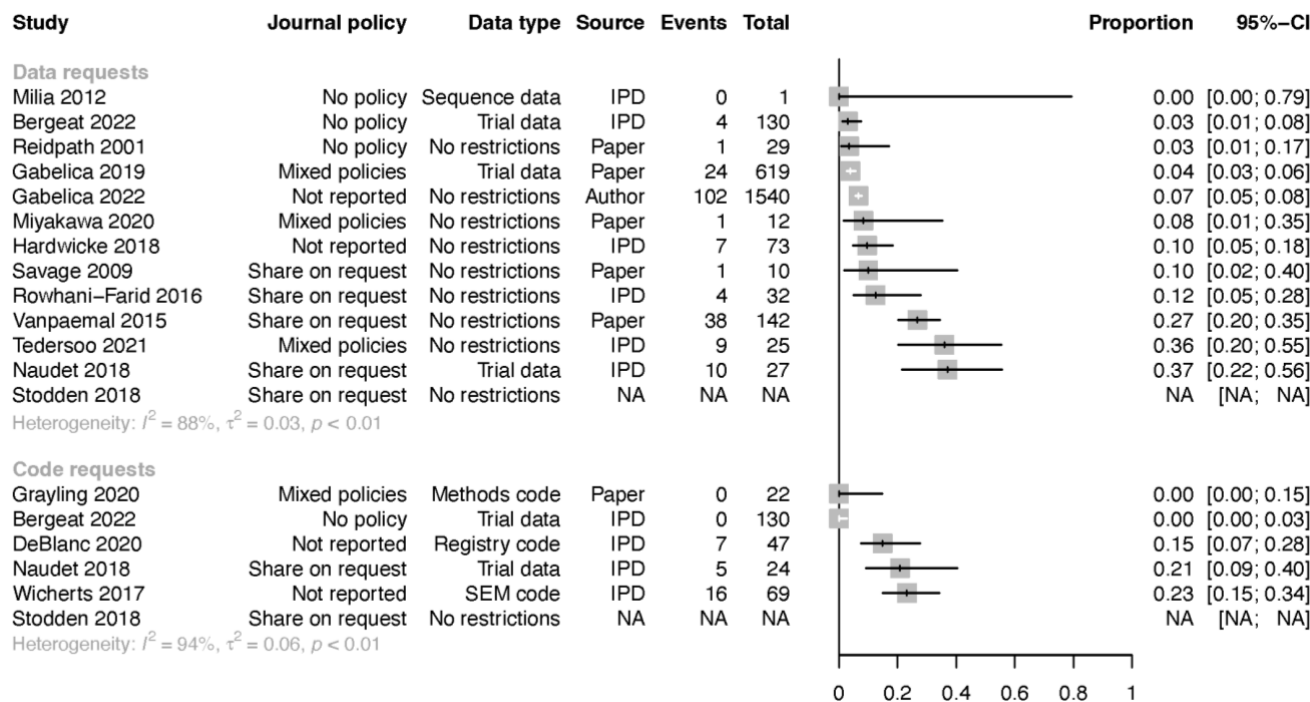 Study Journal policy Data type Source Events Total Proportion 95%−CI
Data requests
Milia 2012 No policy Sequence data IPD 0 1 0.00 [0.00; 0.79]
Bergeat 2022 No policy Trial data IPD 4 130 0.03 [0.01; 0.08]
Reidpath 2001 No policy No restrictions Paper 1 29 0.03 [0.01; 0.17]
Gabelica 2019 Mixed policies Trial data Paper 24 619 0.04 [0.03; 0.06]
Gabelica 2022 Not reported No restrictions Author 102 1540 0.07 [0.05; 0.08]
Miyakawa 2020 Mixed policies No restrictions Paper 1 12 0.08 [0.01; 0.35]
Hardwicke 2018 Not reported No restrictions IPD 7 73 0.10 [0.05; 0.18]
Savage 2009 Share on request No restrictions Paper 1 10 0.10 [0.02; 0.40]
Rowhani−Farid 2016 Share on request No restrictions IPD 4 32 0.12 [0.05; 0.28]
Vanpaemal 2015 Share on request No restrictions Paper 38 142 0.27 [0.20; 0.35]
Tedersoo 2021 Mixed policies No restrictions IPD 9 25 0.36 [0.20; 0.55]
Naudet 2018 Share on request Trial data IPD 10 27 0.37 [0.22; 0.56]
Stodden 2018 Share on request No restrictions NA NA NA NA [NA; NA]
Heterogeneity: I² = 88%, τ² = 0.03, p < 0.01
Code requests
Grayling 2020 Mixed policies Methods code Paper 0 22 0.00 [0.00; 0.15]
Bergeat 2022 No policy Trial data IPD 0 130 0.00 [0.00; 0.03]
DeBlanc 2020 Not reported Registry code IPD 7 47 0.15 [0.07; 0.28]
Naudet 2018 Share on request Trial data IPD 5 24 0.21 [0.09; 0.40]
Wicherts 2017 Not reported SEM code IPD 16 69 0.23 [0.15; 0.34]
Stodden 2018 Share on request No restrictions NA NA NA NA [NA; NA]
Heterogeneity: I² = 94%, τ² = 0.06, p < 0.01
0 0.2 0.4 0.6 0.8 1